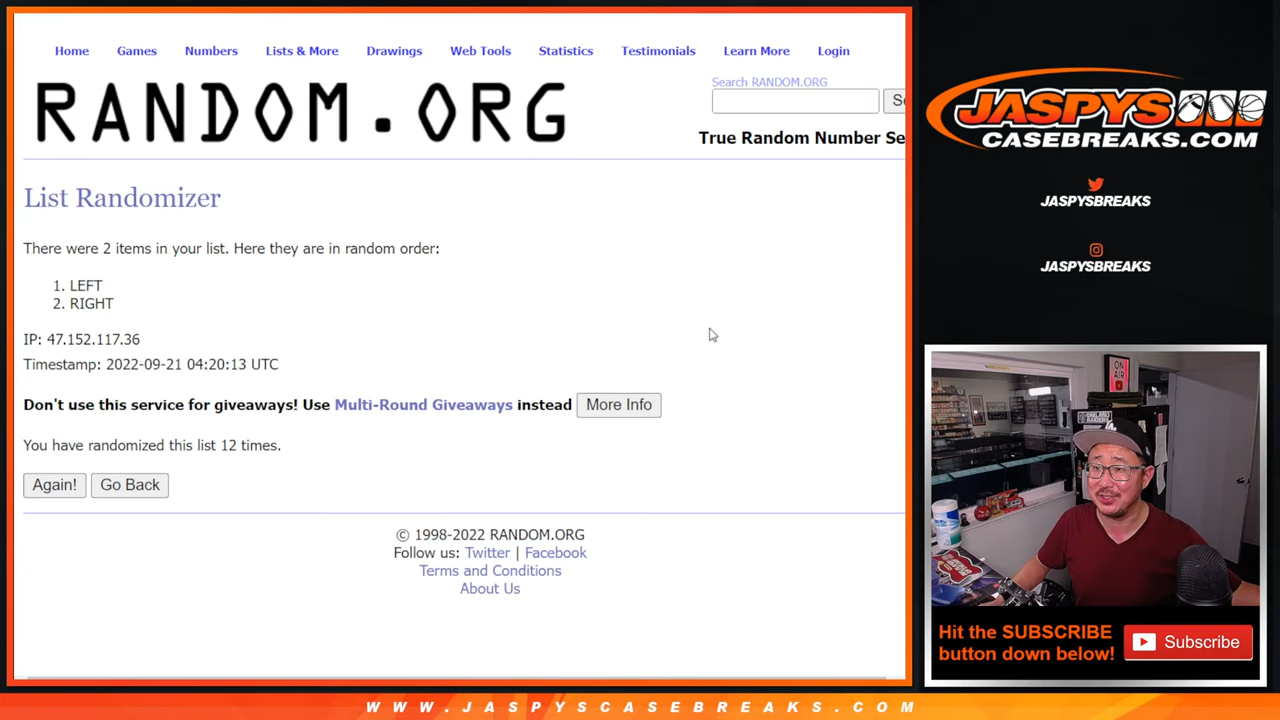 Home Games Numbers Lists & More Drawings Web Tools Statistics Testimonials Learn More Login
RANDOM.ORG
Search RANDOM.ORG
True Random Number Se
List Randomizer
There were 2 items in your list. Here they are in random order:
1. LEFT
2. RIGHT
IP: 47.152.117.36
Timestamp: 2022-09-21 04:20:13 UTC
Don't use this service for giveaways! Use Multi-Round Giveaways instead More Info
You have randomized this list 12 times.
Again! Go Back
© 1998-2022 RANDOM.ORG
Follow us: Twitter | Facebook
Terms and Conditions
About Us
JASPYS
CASEBREAKS.COM
JASPYSBREAKS
JASPYSBREAKS
ON
AIR
Hit the SUBSCRIBE
button down below!
Subscribe
WWW.JASPYSCASEBREAKS.COM